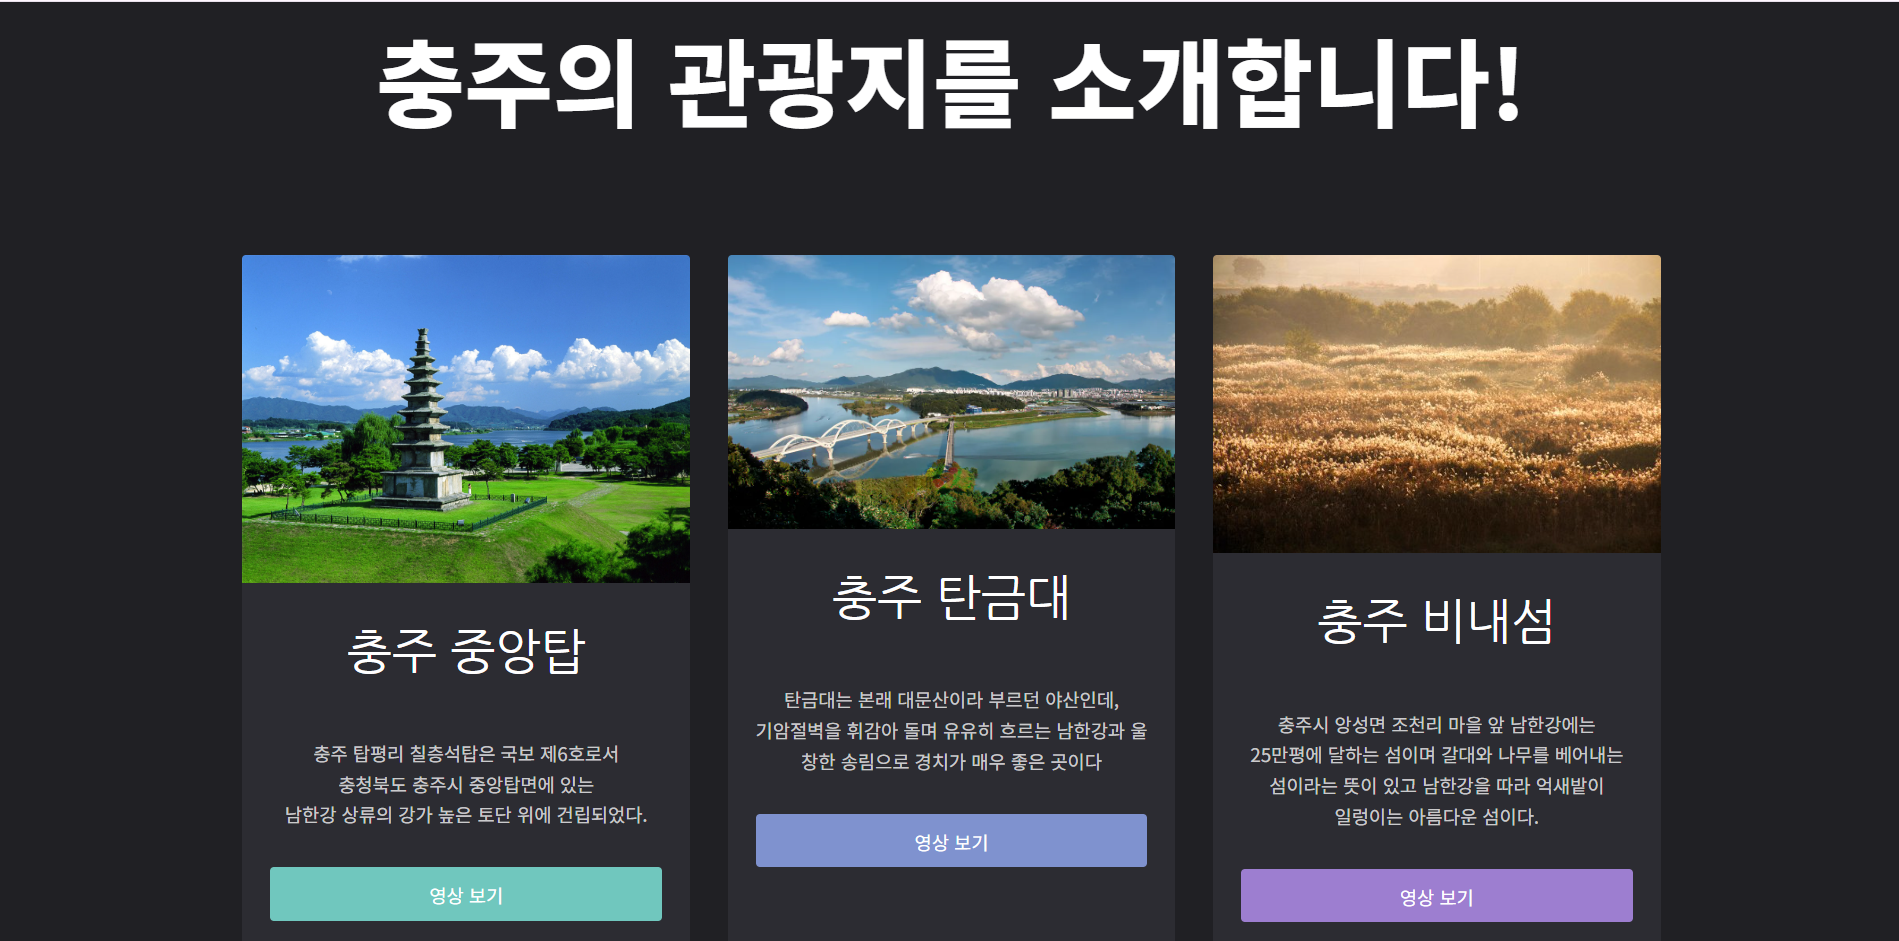 충주의 관광지를 소개합니다!
충주 중앙탑
충주 탑평리 칠층석탑은 국보 제6호로서
충청북도 충주시 중앙탑면에 있는
남한강 상류의 강가 높은 토단 위에 건립되었다.
영상 보기
충주 탄금대
탄금대는 본래 대문산이라 부르던 야산인데,
기암절벽을 휘감아 돌며 유유히 흐르는 남한강과 울
창한 송림으로 경치가 매우 좋은 곳이다
영상 보기
충주 비내섬
충주시 앙성면 조천리 마을 앞 남한강에는
25만평에 달하는 섬이며 갈대와 나무를 베어내는
섬이라는 뜻이 있고 남한강을 따라 억새밭이
일렁이는 아름다운 섬이다.
영상 보기